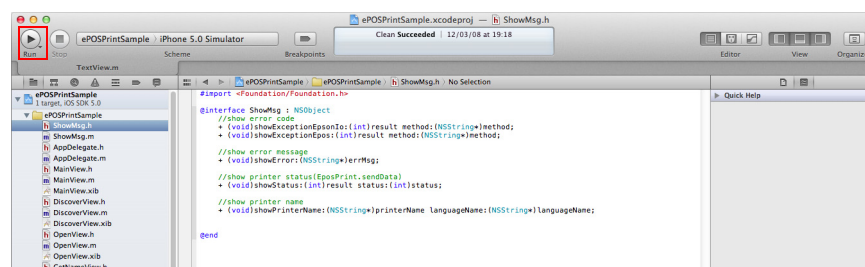 ePOSPrintSample.xcodeproj — ShowMsg.h
ePOSPrintSample iPhone 5.0 Simulator
Clean Succeeded | 12/03/08 at 19:18
Run Stop Scheme Breakpoints Editor View Organiz
TextView.m
ePOSPrintSample
1 target, iOS SDK 5.0
ePOSPrintSample
ShowMsg.h
ShowMsg.m
AppDelegate.h
AppDelegate.m
MainView.h
MainView.m
MainView.xib
DiscoverView.h
DiscoverView.m
DiscoverView.xib
OpenView.h
OpenView.m
OpenView.xib
GetNameView.h
ePOSPrintSample ePOSPrintSample ShowMsg.h No Selection
#import <Foundation/Foundation.h>
@interface ShowMsg : NSObject
//show error code
+ (void)showExceptionEpsonIo:(int)result method:(NSString*)method;
+ (void)showExceptionEpos:(int)result method:(NSString*)method;
//show error message
+ (void)showError:(NSString*)errMsg;
//show printer status(EposPrint.sendData)
+ (void)showStatus:(int)result status:(int)status;
//show printer name
+ (void)showPrinterName:(NSString*)printerName languageName:(NSString*)languageName;
@end
Quick Help